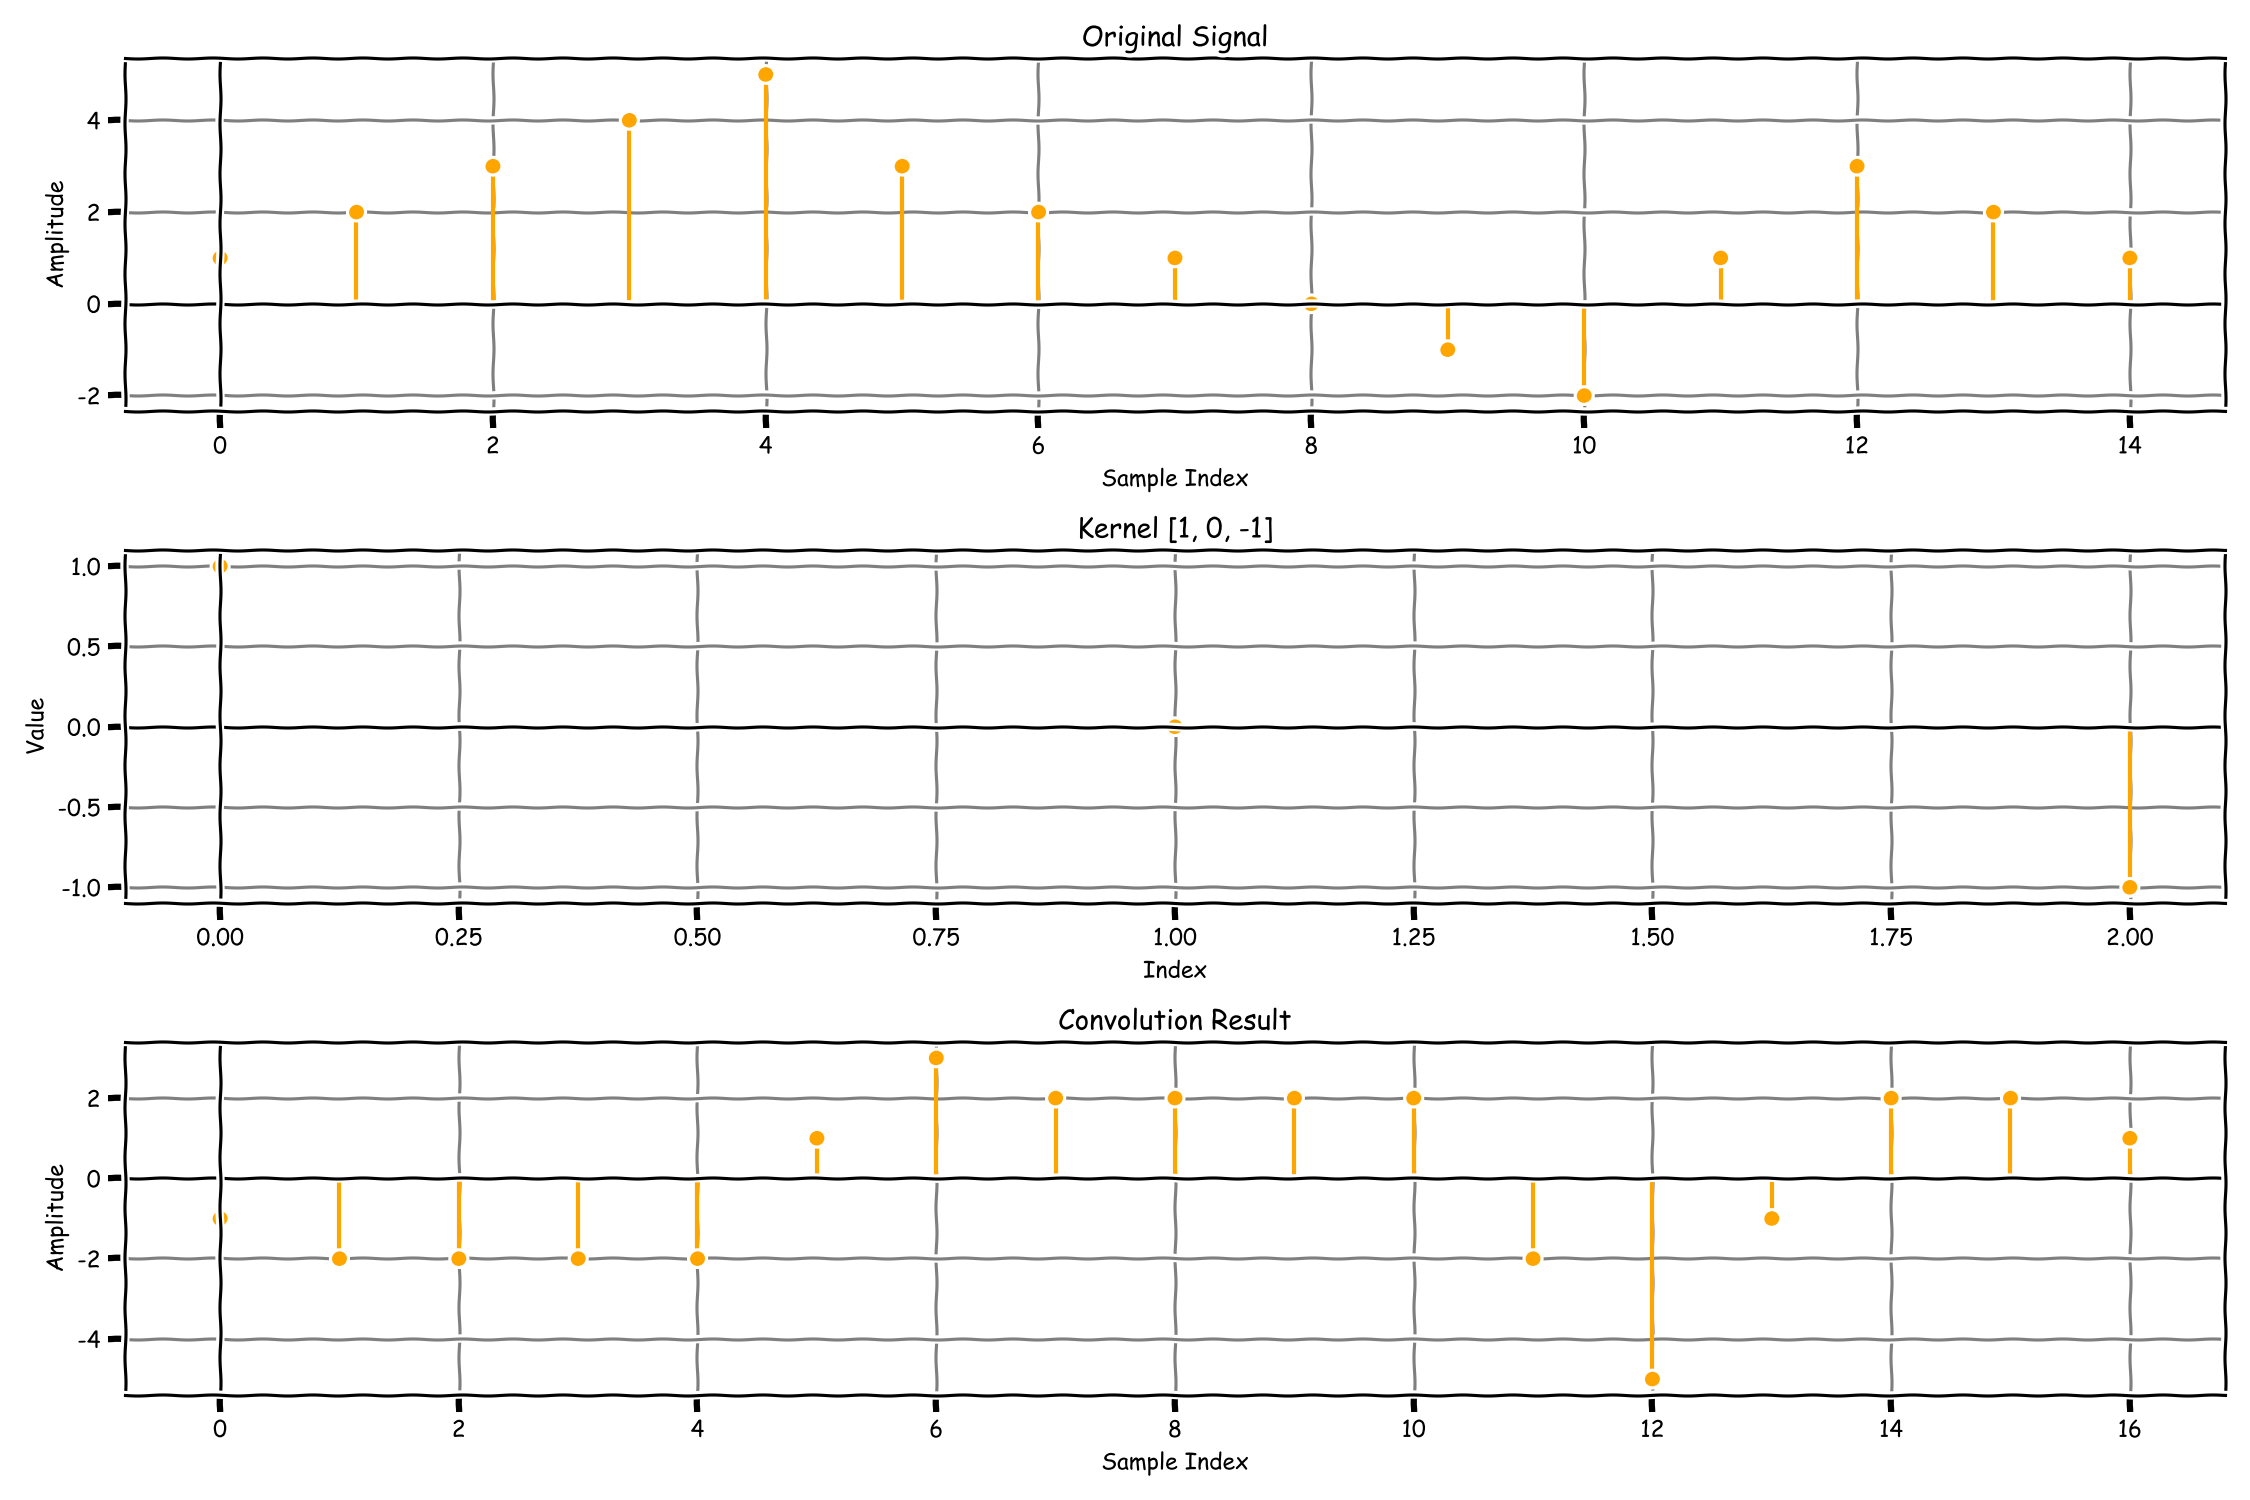 Original Signal
Amplitude
4
2
0
-2
0 2 4 6 8 10 12 14
Sample Index
Kernel [1, 0, -1]
Value
1.0
0.5
0.0
-0.5
-1.0
0.00 0.25 0.50 0.75 1.00 1.25 1.50 1.75 2.00
Index
Convolution Result
Amplitude
2
0
-2
-4
0 2 4 6 8 10 12 14 16
Sample Index